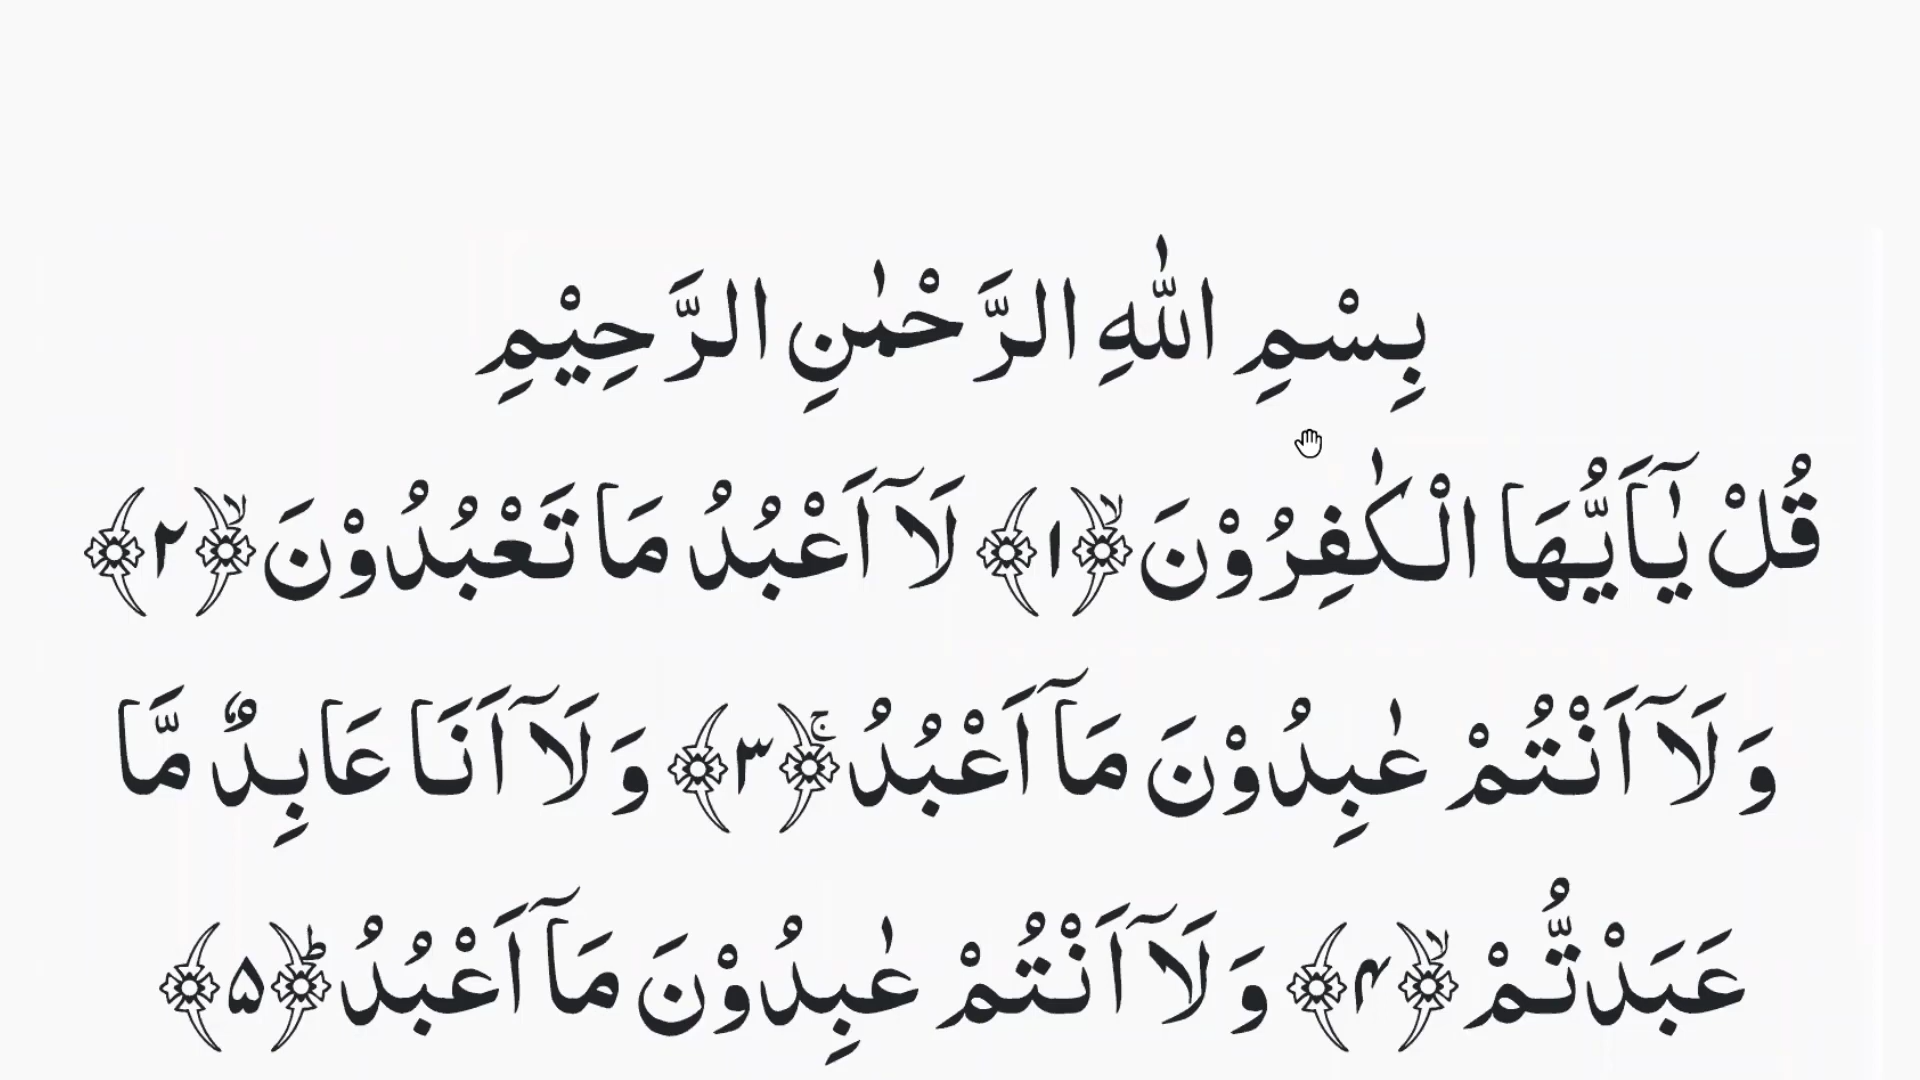 بِسْمِ اللّٰهِ الرَّحْمٰنِ الرَّحِيْمِ
قُلْ يٰۤاَيُّهَا الْكٰفِرُوْنَ ۙ﴿۱﴾ لَاۤ اَعْبُدُ مَا تَعْبُدُوْنَ ۙ﴿۲﴾
وَ لَاۤ اَنْتُمْ عٰبِدُوْنَ مَاۤ اَعْبُدُ ۚ﴿۳﴾ وَ لَاۤ اَنَا عَابِدٌ مَّا
عَبَدْتُّمْ ۙ﴿۴﴾ وَ لَاۤ اَنْتُمْ عٰبِدُوْنَ مَاۤ اَعْبُدُ ؕ﴿۵﴾